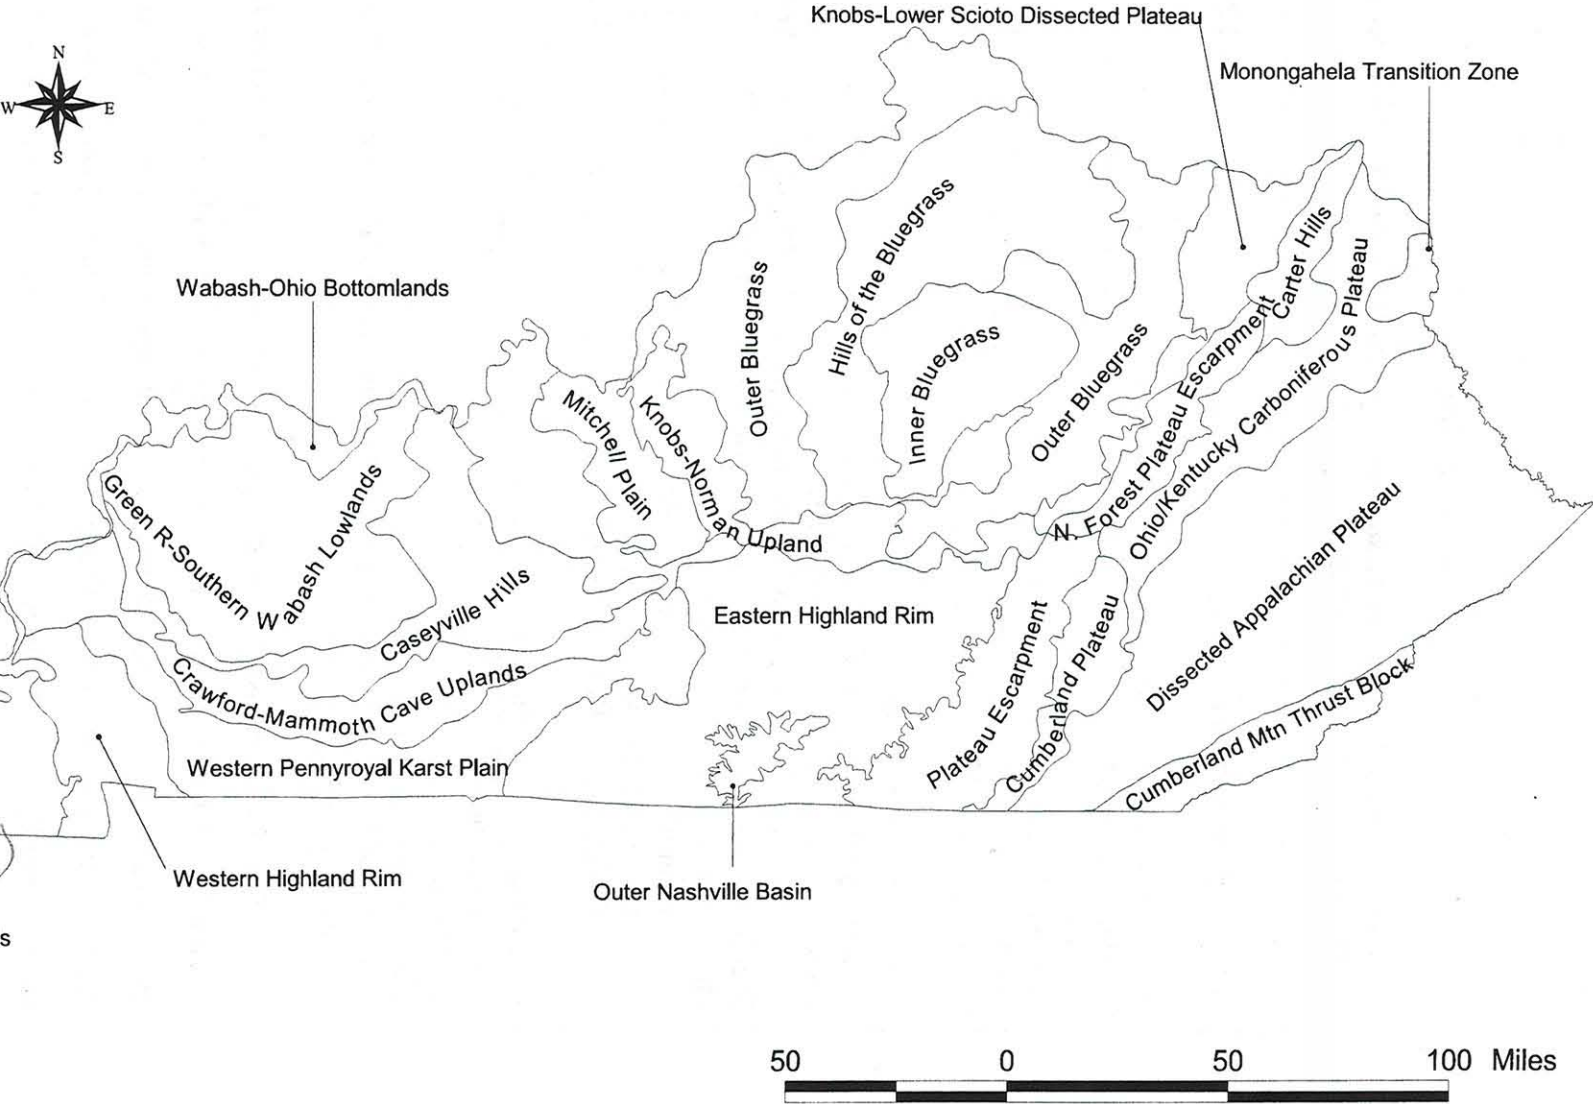 Knobs-Lower Scioto Dissected Plateau
Monongahela Transition Zone
N
W
E
S
Wabash-Ohio Bottomlands
Outer Bluegrass
Hills of the Bluegrass
Inner Bluegrass
Outer Bluegrass
Carter Hills
N. Forest Plateau Escarpment
Ohio/Kentucky Carboniferous Plateau
Mitchell Plain
Knobs-Norman Upland
Green R-Southern Wabash Lowlands
Caseyville Hills
Crawford-Mammoth Cave Uplands
Eastern Highland Rim
Plateau Escarpment
Cumberland Plateau
Dissected Appalachian Plateau
Cumberland Mtn Thrust Block
Western Pennyroyal Karst Plain
Western Highland Rim
Outer Nashville Basin
s
50 0 50 100 Miles